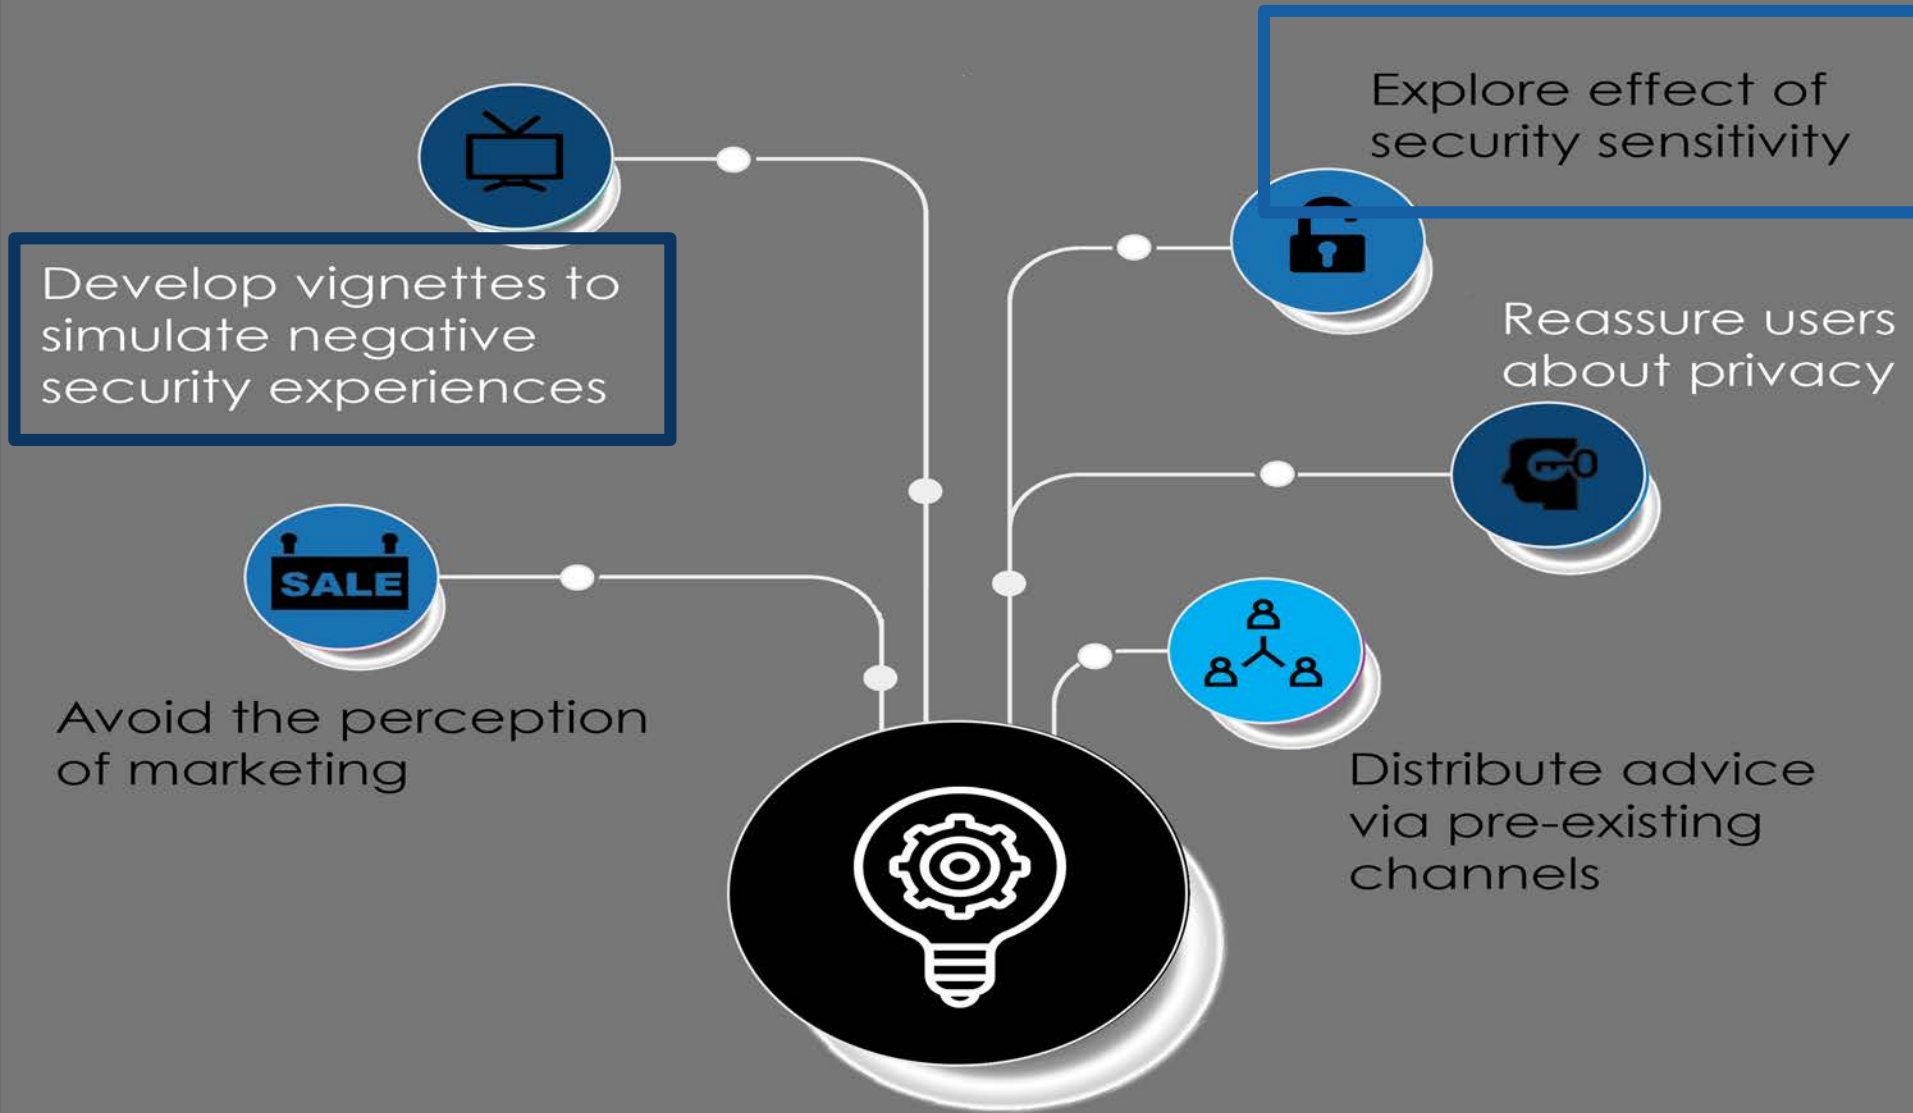 Explore effect of
security sensitivity
Develop vignettes to
simulate negative
security experiences
Reassure users
about privacy
SALE
Avoid the perception
of marketing
Distribute advice
via pre-existing
channels